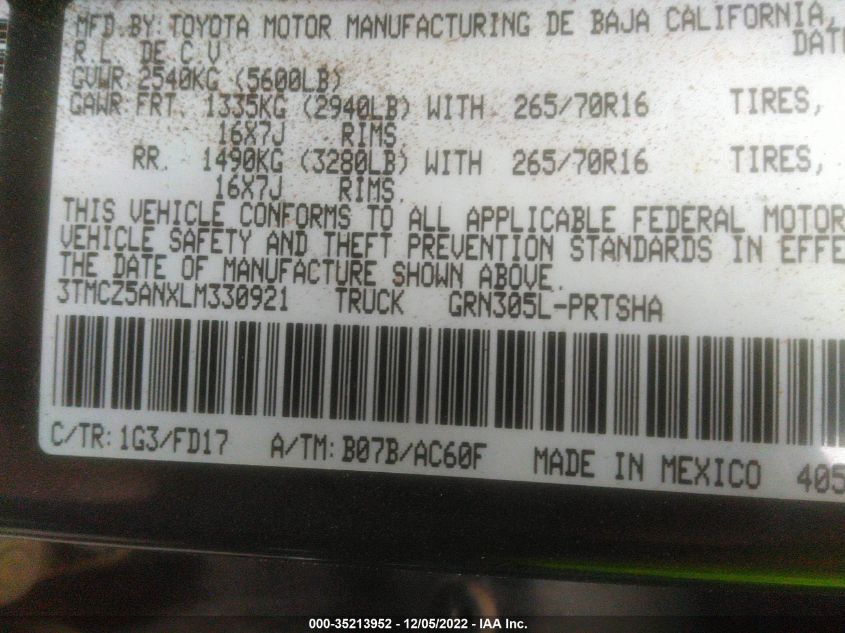 MFD. BY: TOYOTA MOTOR MANUFACTURING DE BAJA CALIFORNIA,
R L DE C V
GVWR 2540KG (5600LB)
GAWR FRT. 1335KG (2940LB) WITH 265/70R16 TIRES,
16X7J RIMS
RR. 1490KG (3280LB) WITH 265/70R16 TIRES,
16X7J RIMS.
THIS VEHICLE CONFORMS TO ALL APPLICABLE FEDERAL MOTOR
VEHICLE SAFETY AND THEFT PREVENTION STANDARDS IN
THE DATE OF MANUFACTURE SHOWN ABOVE.
3TMCZ5ANXLM330921 TRUCK GRN305L-PRTSHA
C/TR: 1G3/FD17 A/TM: B07B/AC60F MADE IN MEXICO 405
000-35213952 - 12/05/2022 - IAA Inc.